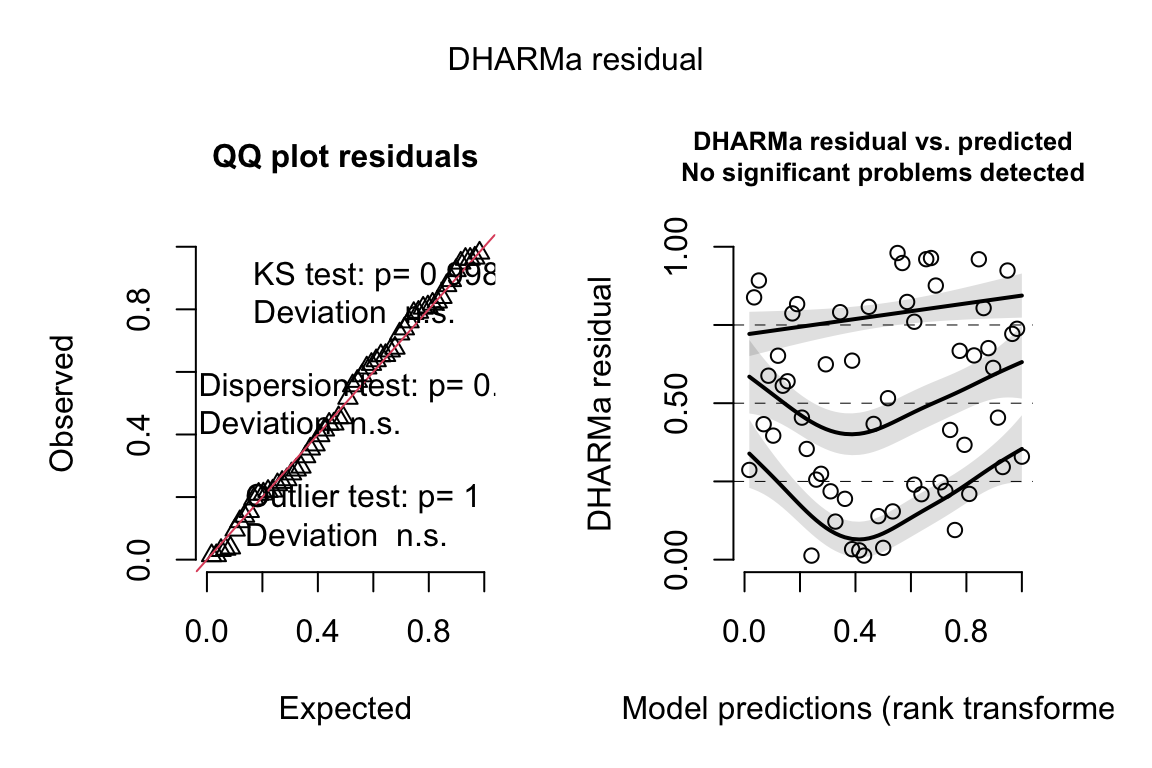 DHARMa residual
QQ plot residuals
KS test: p= 0.998
Deviation n.s.
Dispersion test: p= 0.
Deviation n.s.
Outlier test: p= 1
Deviation n.s.
Observed
0.0 0.4 0.8
0.0 0.4 0.8
Expected
DHARMa residual vs. predicted
No significant problems detected
DHARMa residual
0.00 0.50 1.00
0.0 0.4 0.8
Model predictions (rank transforme